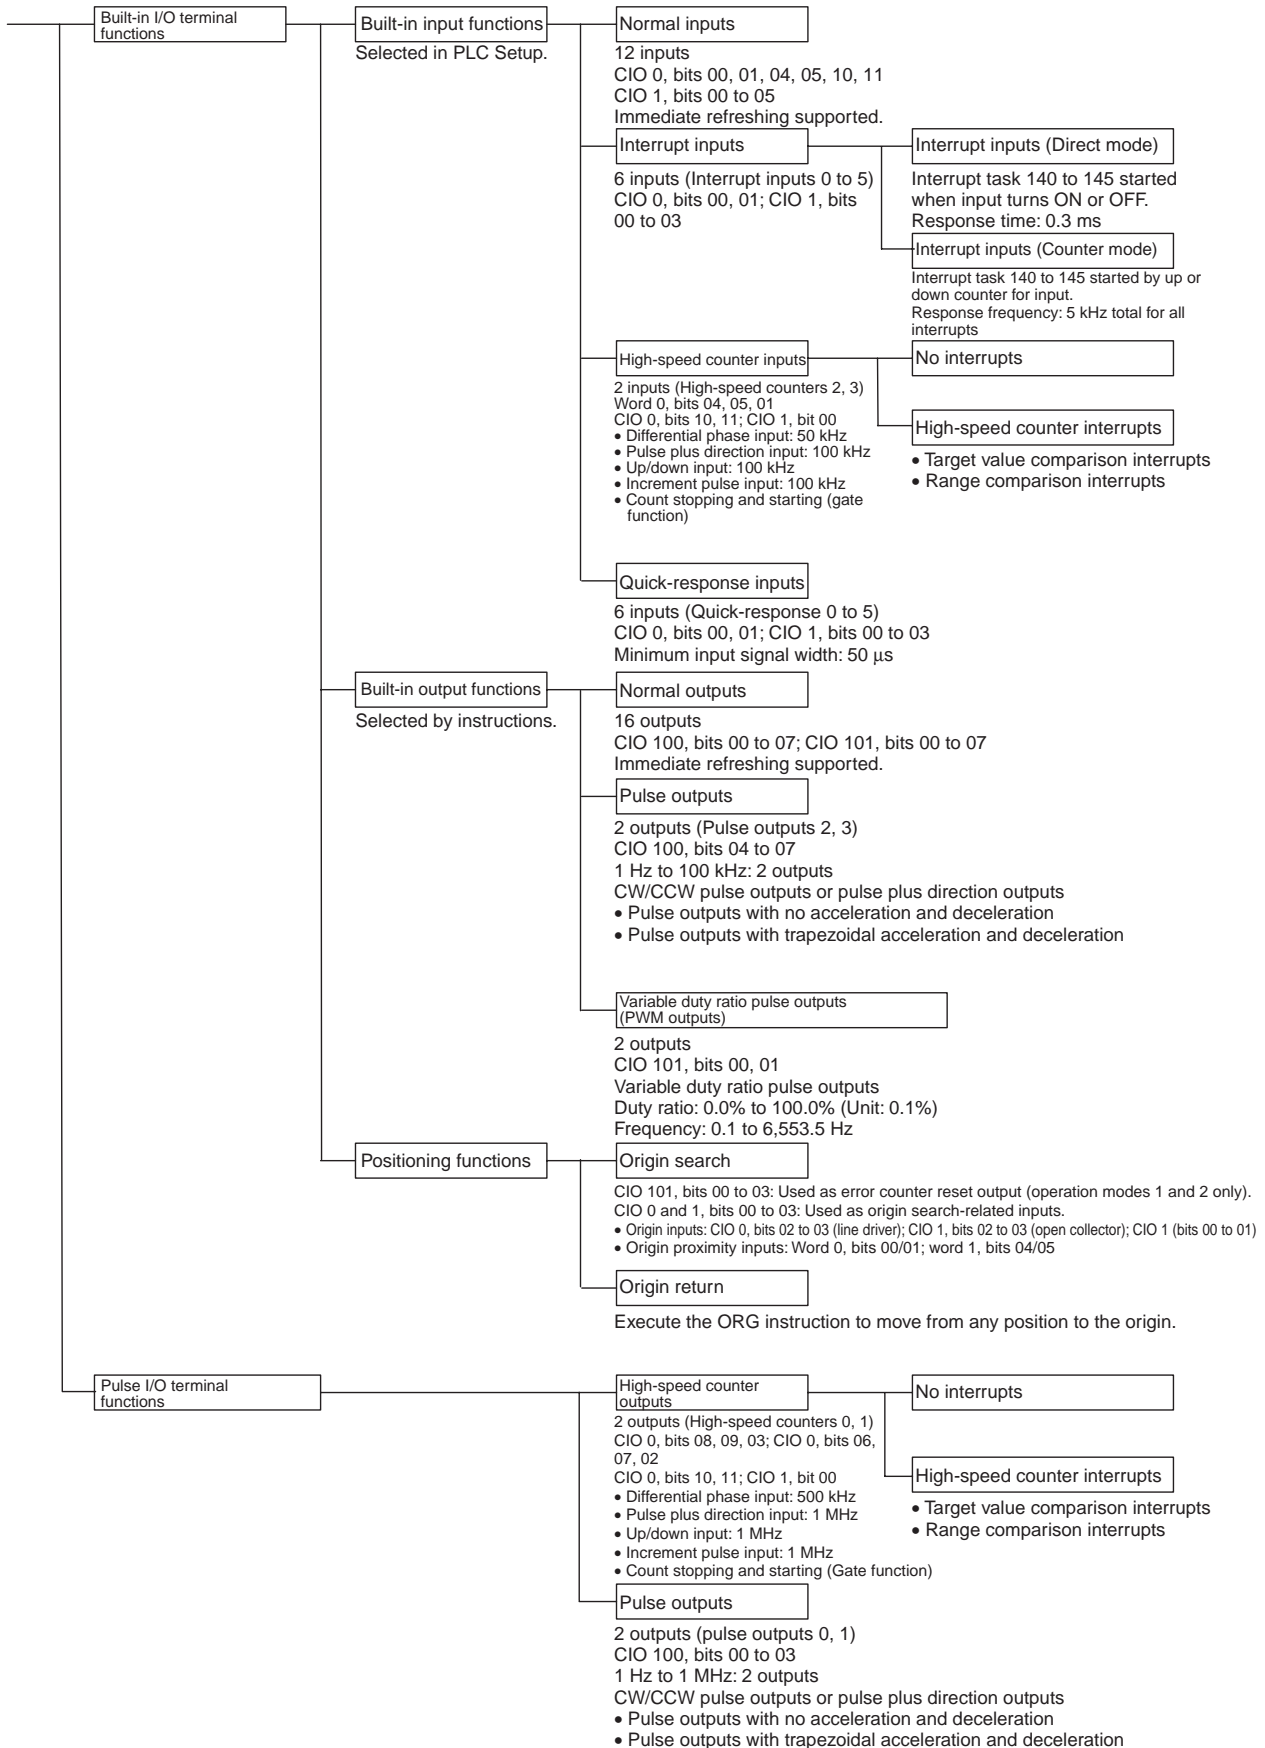 Built-in I/O terminal
functions
Built-in input functions
Selected in PLC Setup.
Normal inputs
12 inputs
CIO 0, bits 00, 01, 04, 05, 10, 11
CIO 1, bits 00 to 05
Immediate refreshing supported.
Interrupt inputs
6 inputs (Interrupt inputs 0 to 5)
CIO 0, bits 00, 01; CIO 1, bits
00 to 03
Interrupt inputs (Direct mode)
Interrupt task 140 to 145 started
when input turns ON or OFF.
Response time: 0.3 ms
Interrupt inputs (Counter mode)
Interrupt task 140 to 145 started by up or
down counter for input.
Response frequency: 5 kHz total for all
interrupts
High-speed counter inputs
2 inputs (High-speed counters 2, 3)
Word 0, bits 04, 05, 01
CIO 0, bits 10, 11; CIO 1, bit 00
• Differential phase input: 50 kHz
• Pulse plus direction input: 100 kHz
• Up/down input: 100 kHz
• Increment pulse input: 100 kHz
• Count stopping and starting (gate
function)
No interrupts
High-speed counter interrupts
• Target value comparison interrupts
• Range comparison interrupts
Quick-response inputs
6 inputs (Quick-response 0 to 5)
CIO 0, bits 00, 01; CIO 1, bits 00 to 03
Minimum input signal width: 50 μs
Built-in output functions
Selected by instructions.
Normal outputs
16 outputs
CIO 100, bits 00 to 07; CIO 101, bits 00 to 07
Immediate refreshing supported.
Pulse outputs
2 outputs (Pulse outputs 2, 3)
CIO 100, bits 04 to 07
1 Hz to 100 kHz: 2 outputs
CW/CCW pulse outputs or pulse plus direction outputs
• Pulse outputs with no acceleration and deceleration
• Pulse outputs with trapezoidal acceleration and deceleration
Variable duty ratio pulse outputs
(PWM outputs)
2 outputs
CIO 101, bits 00, 01
Variable duty ratio pulse outputs
Duty ratio: 0.0% to 100.0% (Unit: 0.1%)
Frequency: 0.1 to 6,553.5 Hz
Positioning functions
Origin search
CIO 101, bits 00 to 03: Used as error counter reset output (operation modes 1 and 2 only).
CIO 0 and 1, bits 00 to 03: Used as origin search-related inputs.
• Origin inputs: CIO 0, bits 02 to 03 (line driver); CIO 1, bits 02 to 03 (open collector); CIO 1 (bits 00 to 01)
• Origin proximity inputs: Word 0, bits 00/01; word 1, bits 04/05
Origin return
Execute the ORG instruction to move from any position to the origin.
Pulse I/O terminal
functions
High-speed counter
outputs
2 outputs (High-speed counters 0, 1)
CIO 0, bits 08, 09, 03; CIO 0, bits 06,
07, 02
CIO 0, bits 10, 11; CIO 1, bit 00
• Differential phase input: 500 kHz
• Pulse plus direction input: 1 MHz
• Up/down input: 1 MHz
• Increment pulse input: 1 MHz
• Count stopping and starting (Gate function)
No interrupts
High-speed counter interrupts
• Target value comparison interrupts
• Range comparison interrupts
Pulse outputs
2 outputs (pulse outputs 0, 1)
CIO 100, bits 00 to 03
1 Hz to 1 MHz: 2 outputs
CW/CCW pulse outputs or pulse plus direction outputs
• Pulse outputs with no acceleration and deceleration
• Pulse outputs with trapezoidal acceleration and deceleration